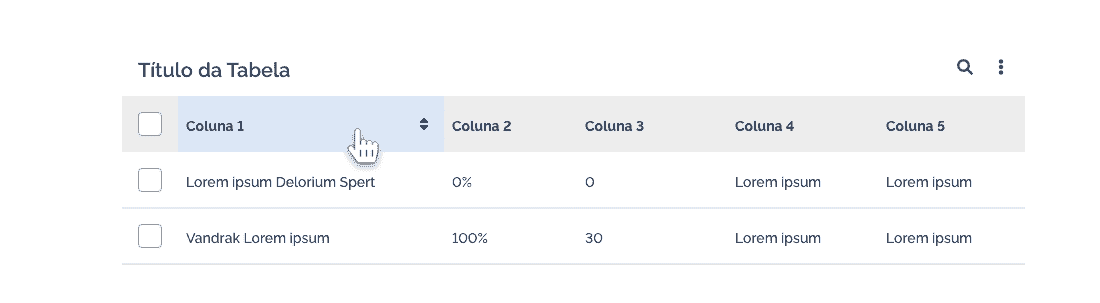 Título da Tabela
Coluna 1 Coluna 2 Coluna 3 Coluna 4 Coluna 5
Lorem ipsum Delorium Spert 0% 0 Lorem ipsum Lorem ipsum
Vandrak Lorem ipsum 100% 30 Lorem ipsum Lorem ipsum